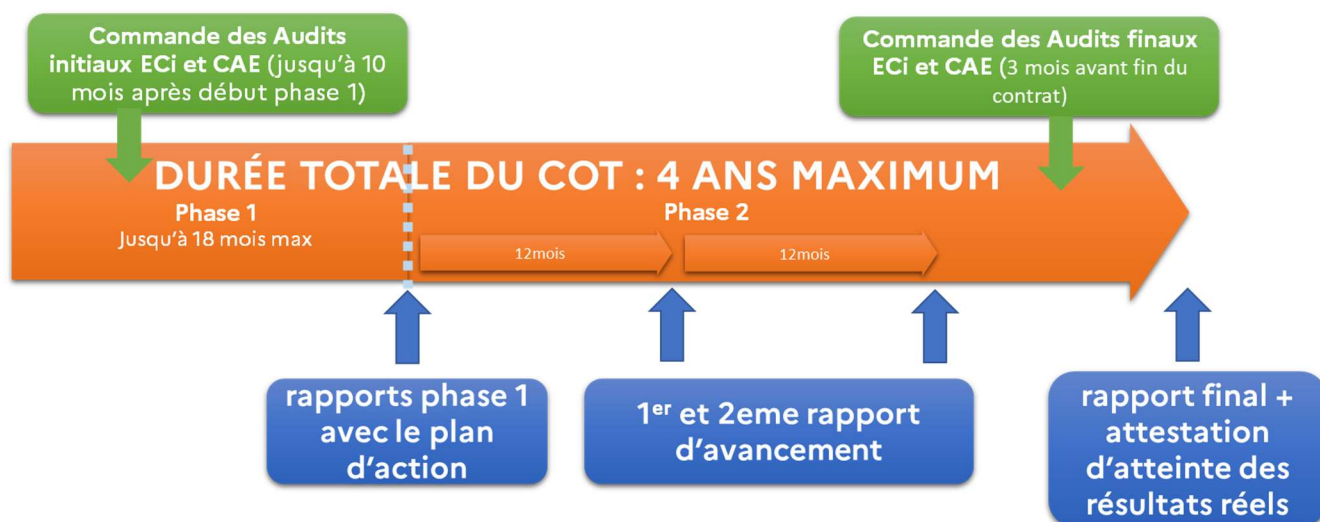 Commande des Audits
initiaux ECi et CAE (jusqu'à 10
mois après début phase 1)
Commande des Audits finaux
ECi et CAE (3 mois avant fin du
contrat)
DURÉE TOTALE DU COT : 4 ANS MAXIMUM
Phase 1
Jusqu'à 18 mois max
Phase 2
12mois
12mois
rapports phase 1
avec le plan
d'action
1er et 2eme rapport
d'avancement
rapport final +
attestation
d'atteinte des
résultats réels